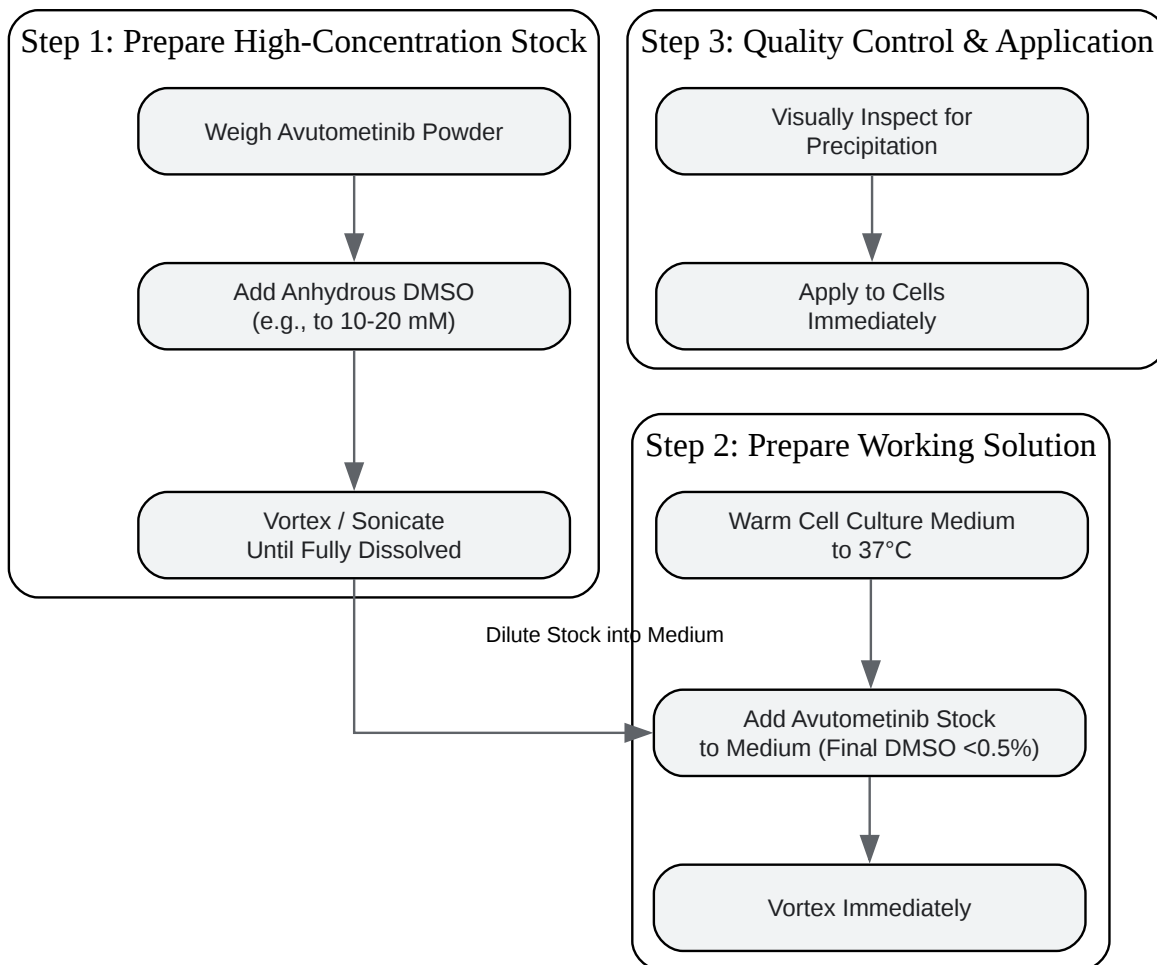 Step 1: Prepare High-Concentration Stock
Weigh Avutometinib Powder
Add Anhydrous DMSO
(e.g., to 10-20 mM)
Vortex / Sonicate
Until Fully Dissolved
Dilute Stock into Medium
Step 3: Quality Control & Application
Visually Inspect for
Precipitation
Apply to Cells
Immediately
Step 2: Prepare Working Solution
Warm Cell Culture Medium
to 37°C
Add Avutometinib Stock
to Medium (Final DMSO <0.5%)
Vortex Immediately